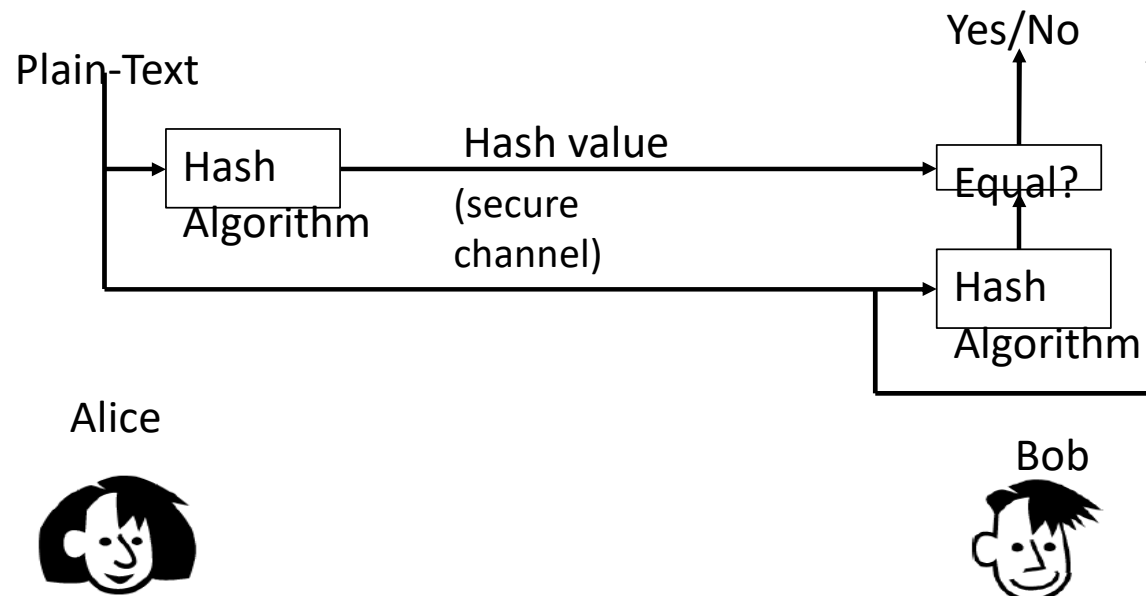 Yes/No
Plain-Text
Hash value
Hash
Algorithm
(secure
channel)
Equal?
Hash
Algorithm
Alice
Bob